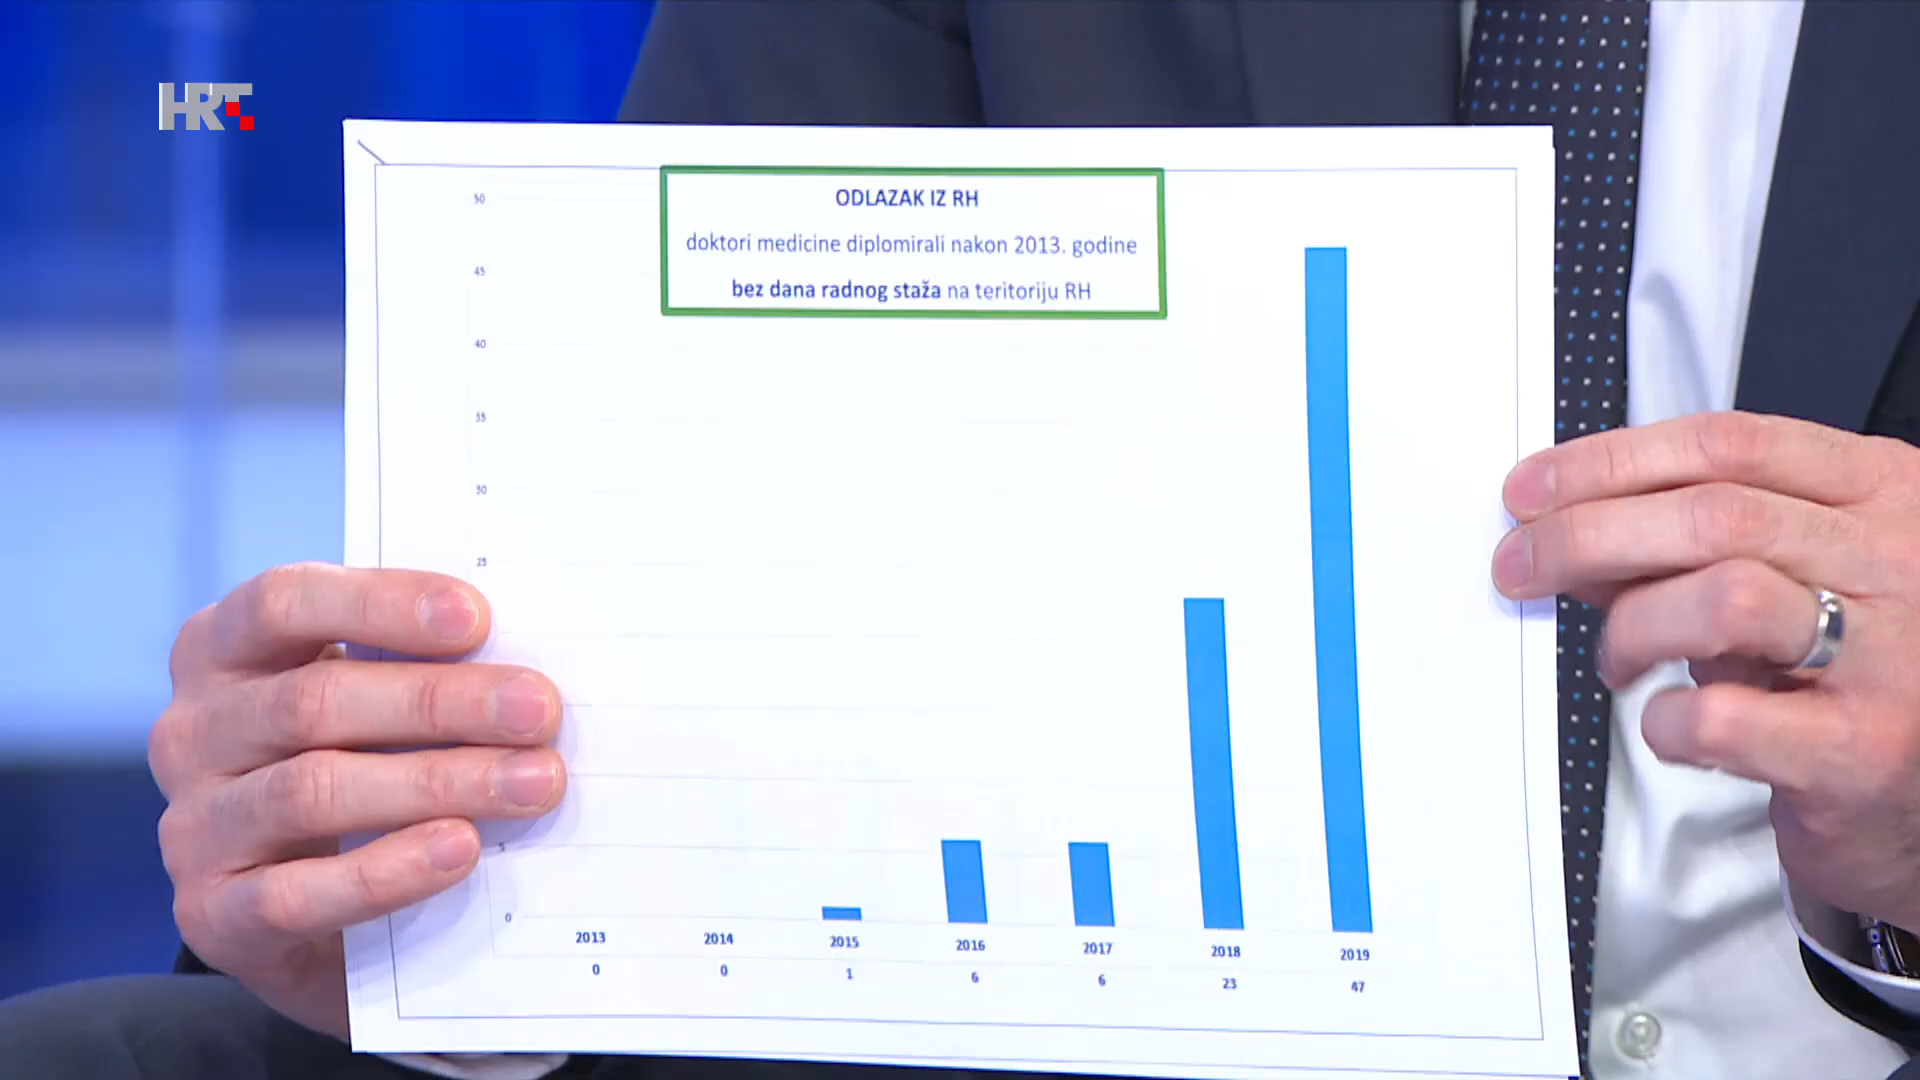 HRT
ODLAZAK IZ RH
doktori medicine diplomirali nakon 2013. godine
bez dana radnog staža na teritoriju RH
50
45
40
35
30
25
5
0
2013 2014 2015 2016 2017 2018 2019
0 0 1 6 6 23 47